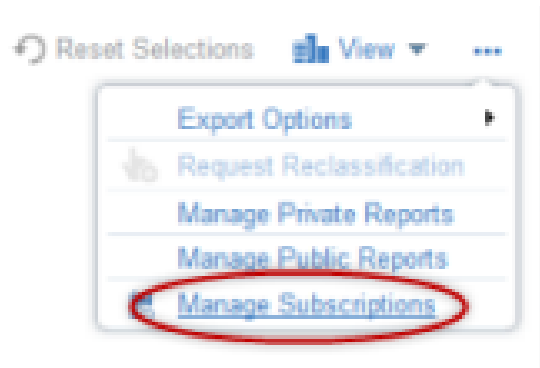 Reset Selections View
Export Options
Request Reclassification
Manage Private Reports
Manage Public Reports
Manage Subscriptions